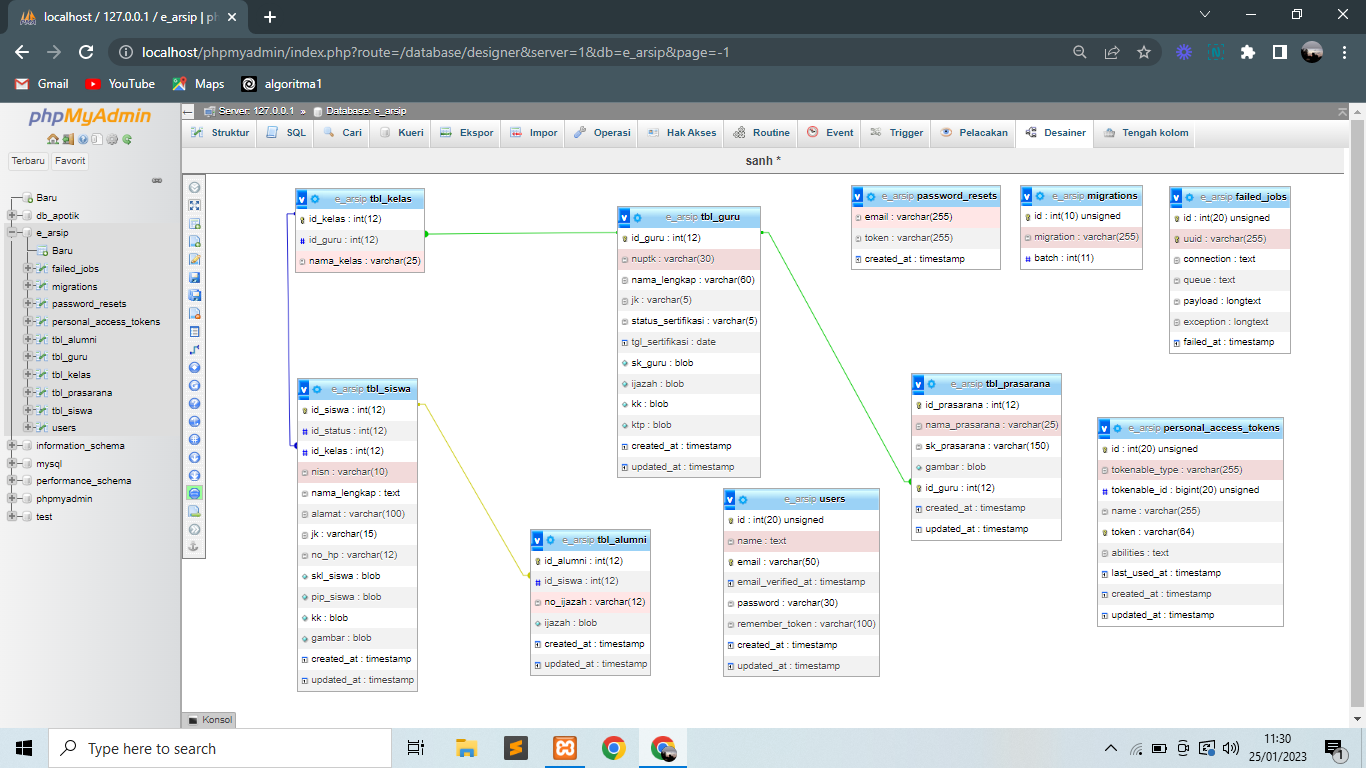 localhost / 127.0.0.1 / e_arsip | ph
localhost/phpmyadmin/index.php?route=/database/designer&server=1&db=e_arsip&page=-1
Gmail YouTube Maps algoritma1
phpMyAdmin
Terbaru Favorit
Baru
db_apotik
e_arsip
Baru
failed_jobs
migrations
password_resets
personal_access_tokens
tbl_alumni
tbl_guru
tbl_kelas
tbl_prasarana
tbl_siswa
users
information_schema
mysql
performance_schema
phpmyadmin
test
Server: 127.0.0.1 » Database: e_arsip
Struktur SQL Cari Kueri Ekspor Impor Operasi Hak Akses Routine Event Trigger Pelacakan Desainer Tengah kolom
sanh *
v e_arsip tbl_kelas
id_kelas : int(12)
# id_guru : int(12)
nama_kelas : varchar(25)
v e_arsip tbl_guru
id_guru : int(12)
nuptk : varchar(30)
nama_lengkap : varchar(60)
jk : varchar(5)
status_sertifikasi : varchar(5)
tgl_sertifikasi : date
sk_guru : blob
ijazah : blob
kk : blob
ktp : blob
created_at : timestamp
updated_at : timestamp
v e_arsip password_resets
email : varchar(255)
token : varchar(255)
created_at : timestamp
v e_arsip migrations
id : int(10) unsigned
migration : varchar(255)
# batch : int(11)
v e_arsip failed_jobs
id : int(20) unsigned
uuid : varchar(255)
connection : text
queue : text
payload : longtext
exception : longtext
failed_at : timestamp
v e_arsip tbl_siswa
id_siswa : int(12)
# id_status : int(12)
# id_kelas : int(12)
nisn : varchar(10)
nama_lengkap : text
alamat : varchar(100)
jk : varchar(15)
no_hp : varchar(12)
skl_siswa : blob
pip_siswa : blob
kk : blob
gambar : blob
created_at : timestamp
updated_at : timestamp
v e_arsip tbl_prasarana
id_prasarana : int(12)
nama_prasarana : varchar(25)
sk_prasarana : varchar(150)
gambar : blob
id_guru : int(12)
created_at : timestamp
updated_at : timestamp
v e_arsip personal_access_tokens
id : int(20) unsigned
tokenable_type : varchar(255)
# tokenable_id : bigint(20) unsigned
name : varchar(255)
token : varchar(64)
abilities : text
last_used_at : timestamp
created_at : timestamp
updated_at : timestamp
v e_arsip users
id : int(20) unsigned
name : text
email : varchar(50)
email_verified_at : timestamp
password : varchar(30)
remember_token : varchar(100)
created_at : timestamp
updated_at : timestamp
v e_arsip tbl_alumni
id_alumni : int(12)
# id_siswa : int(12)
no_ijazah : varchar(12)
ijazah : blob
created_at : timestamp
updated_at : timestamp
Konsol
Type here to search
11:30
25/01/2023
1